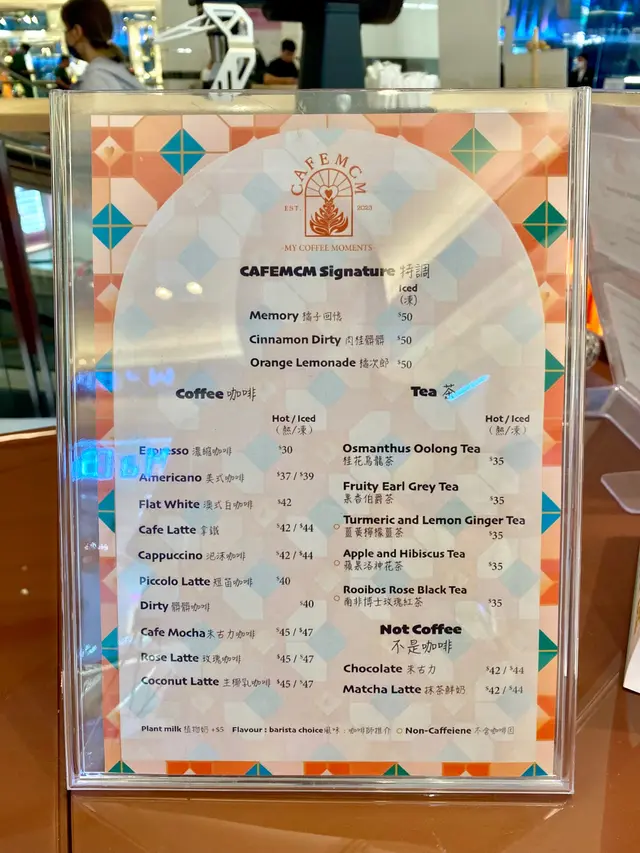 CAFEMCM
EST. 2023
·MY COFFEE MOMENTS·
CAFEMCM Signature 特調
Iced
(凍)
Memory 橘子回憶 $50
Cinnamon Dirty 肉桂髒髒 $50
Orange Lemonade 橘次郎 $50
Coffee 咖啡
Hot / Iced
(熱/凍)
Espresso 濃縮咖啡 $30
Americano 美式咖啡 $37 / $39
Flat White 澳式白咖啡 $42
Cafe Latte 拿鐵 $42 / $44
Cappuccino 泡沫咖啡 $42 / $44
Piccolo Latte 短笛咖啡 $40
Dirty 髒髒咖啡 $40
Cafe Mocha 朱古力咖啡 $45 / $47
Rose Latte 玫瑰咖啡 $45 / $47
Coconut Latte 生椰乳咖啡 $45 / $47
Tea 茶
Hot / Iced
(熱/凍)
Osmanthus Oolong Tea
桂花烏龍茶 $35
Fruity Earl Grey Tea
果香伯爵茶 $35
Turmeric and Lemon Ginger Tea
薑黃檸檬薑茶 $35
Apple and Hibiscus Tea
蘋果洛神花茶 $35
Rooibos Rose Black Tea
南非博士玫瑰紅茶 $35
Not Coffee
不是咖啡
Chocolate 朱古力 $42 / $44
Matcha Latte 抹茶鮮奶 $42 / $44
Plant milk 植物奶 +$5 Flavour : barista choice風味 : 咖啡師推介 ○ Non-Caffeiene 不含咖啡因